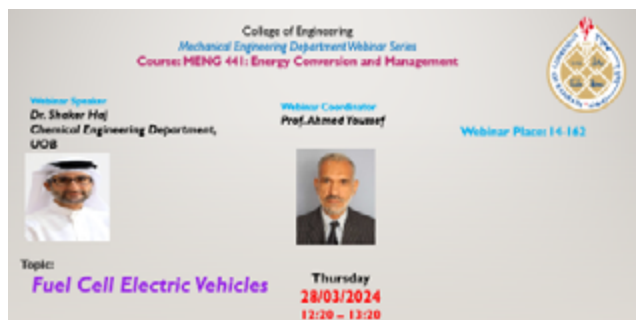 College of Engineering
Mechanical Engineering Department Webinar Series
Course: MENG 441: Energy Conversion and Management
Webinar Speaker
Dr. Shaker Haj
Chemical Engineering Department,
UOB
Webinar Coordinator
Prof. Ahmed Youssef
Webinar Place: 14-162
Topic:
Fuel Cell Electric Vehicles
Thursday
28/03/2024
12:20 – 13:20